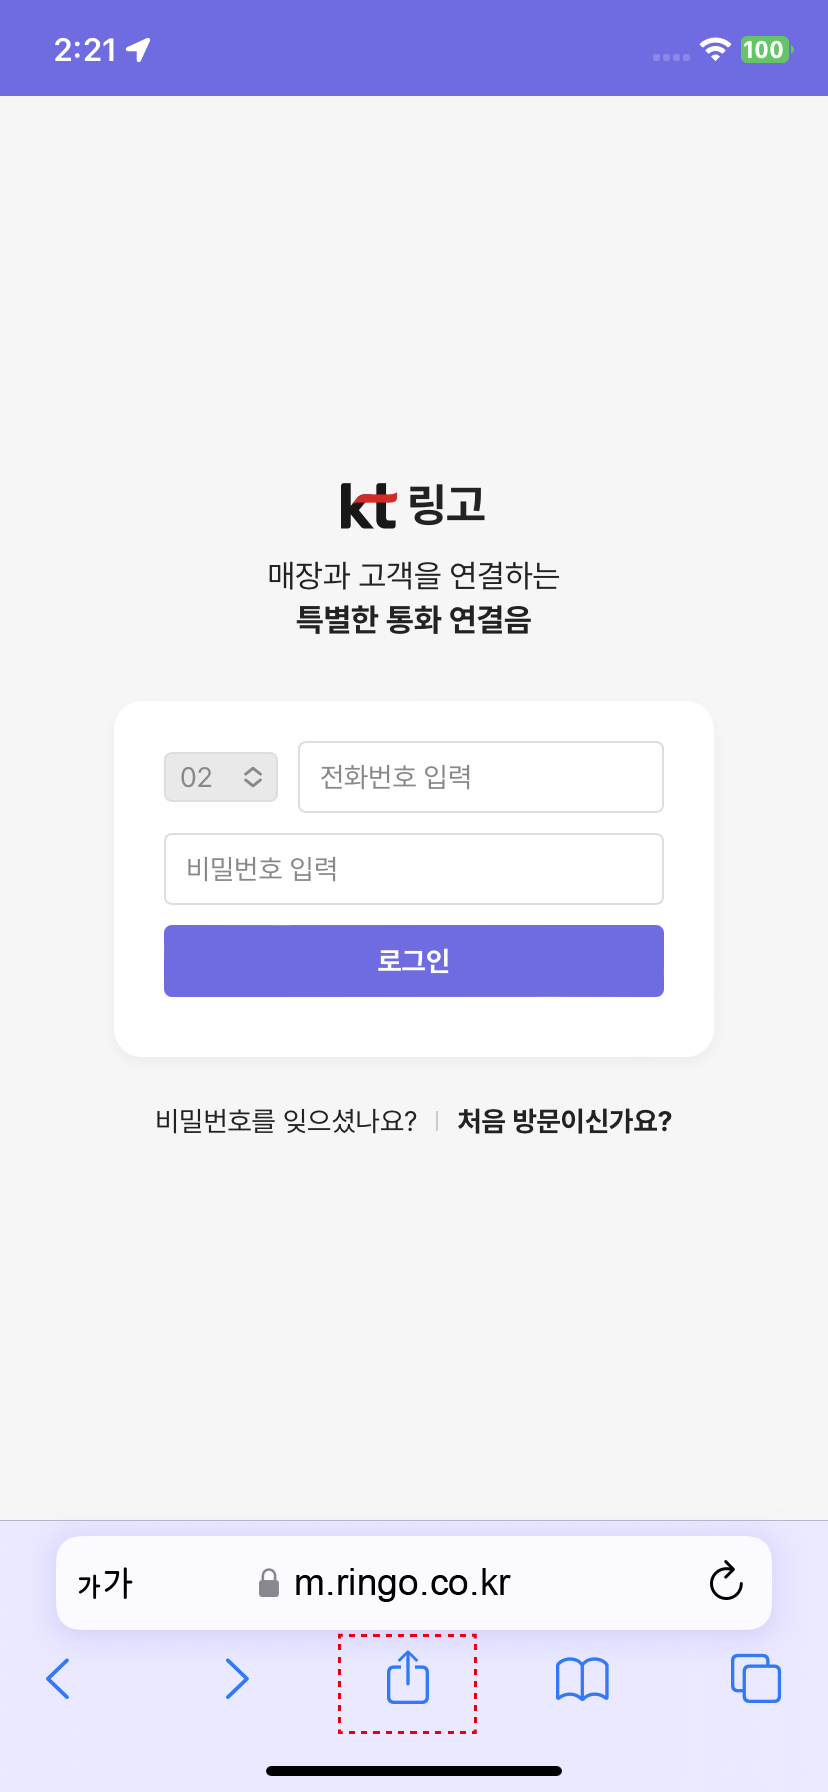 2:21
100
kt 링고
매장과 고객을 연결하는
특별한 통화 연결음
02
전화번호 입력
비밀번호 입력
로그인
비밀번호를 잊으셨나요? | 처음 방문이신가요?
가가 m.ringo.co.kr